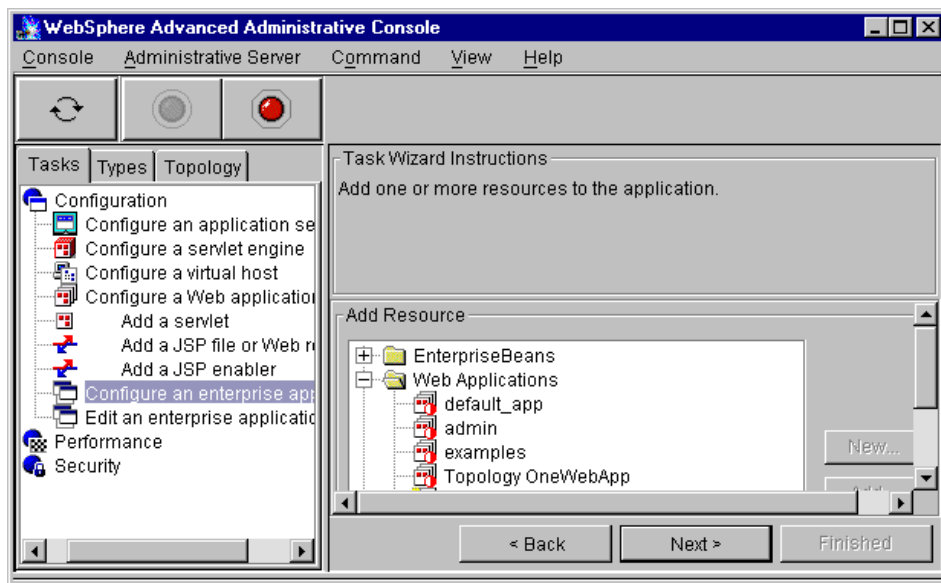 WebSphere Advanced Administrative Console
Console Administrative Server Command View Help
Tasks Types Topology
Configuration
Configure an application se
Configure a servlet engine
Configure a virtual host
Configure a Web application
Add a servlet
Add a JSP file or Web r
Add a JSP enabler
Configure an enterprise app
Edit an enterprise applicatio
Performance
Security
Task Wizard Instructions
Add one or more resources to the application.
Add Resource
EnterpriseBeans
Web Applications
default_app
admin
examples
Topology OneWebApp
New...
< Back Next > Finished